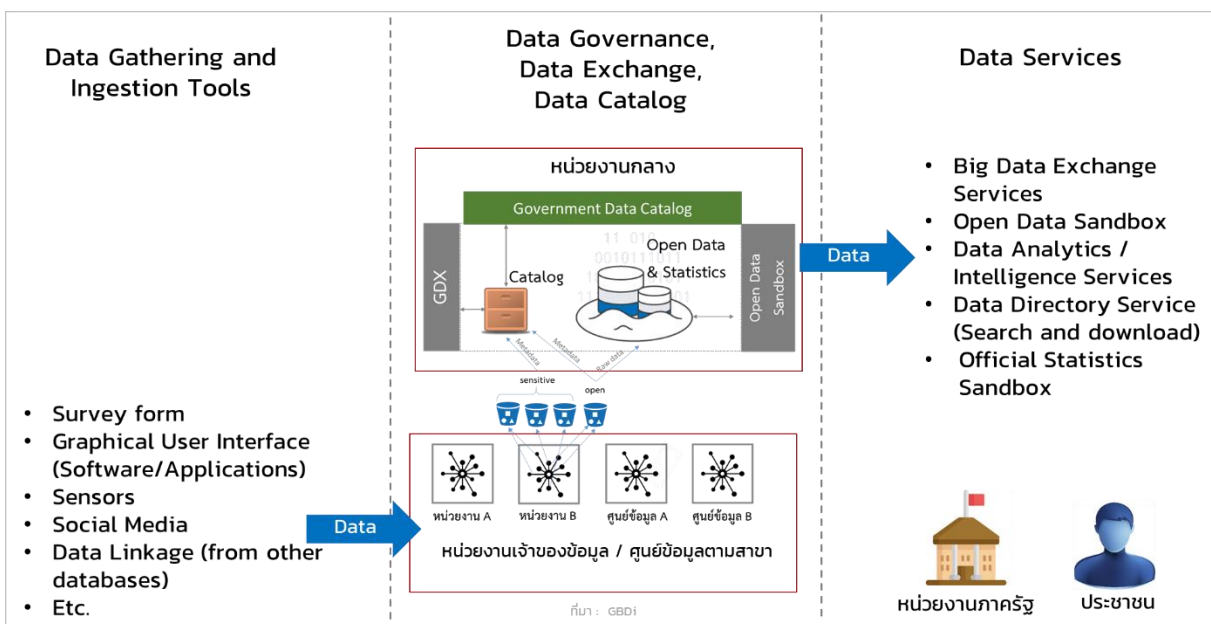 Data Gathering and
Ingestion Tools
• Survey form
• Graphical User Interface
(Software/Applications)
• Sensors
• Social Media
• Data Linkage (from other
databases)
• Etc.
Data
Data Governance,
Data Exchange,
Data Catalog
หน่วยงานกลาง
Government Data Catalog
GDX
Catalog
Open Data
& Statistics
Open Data
Sandbox
Metadata
Metadata
Raw data
sensitive
open
หน่วยงาน A
หน่วยงาน B
ศูนย์ข้อมูล A
ศูนย์ข้อมูล B
หน่วยงานเจ้าของข้อมูล / ศูนย์ข้อมูลตามสาขา
ที่มา : GBDi
Data
Data Services
• Big Data Exchange
Services
• Open Data Sandbox
• Data Analytics /
Intelligence Services
• Data Directory Service
(Search and download)
• Official Statistics
Sandbox
หน่วยงานภาครัฐ
ประชาชน